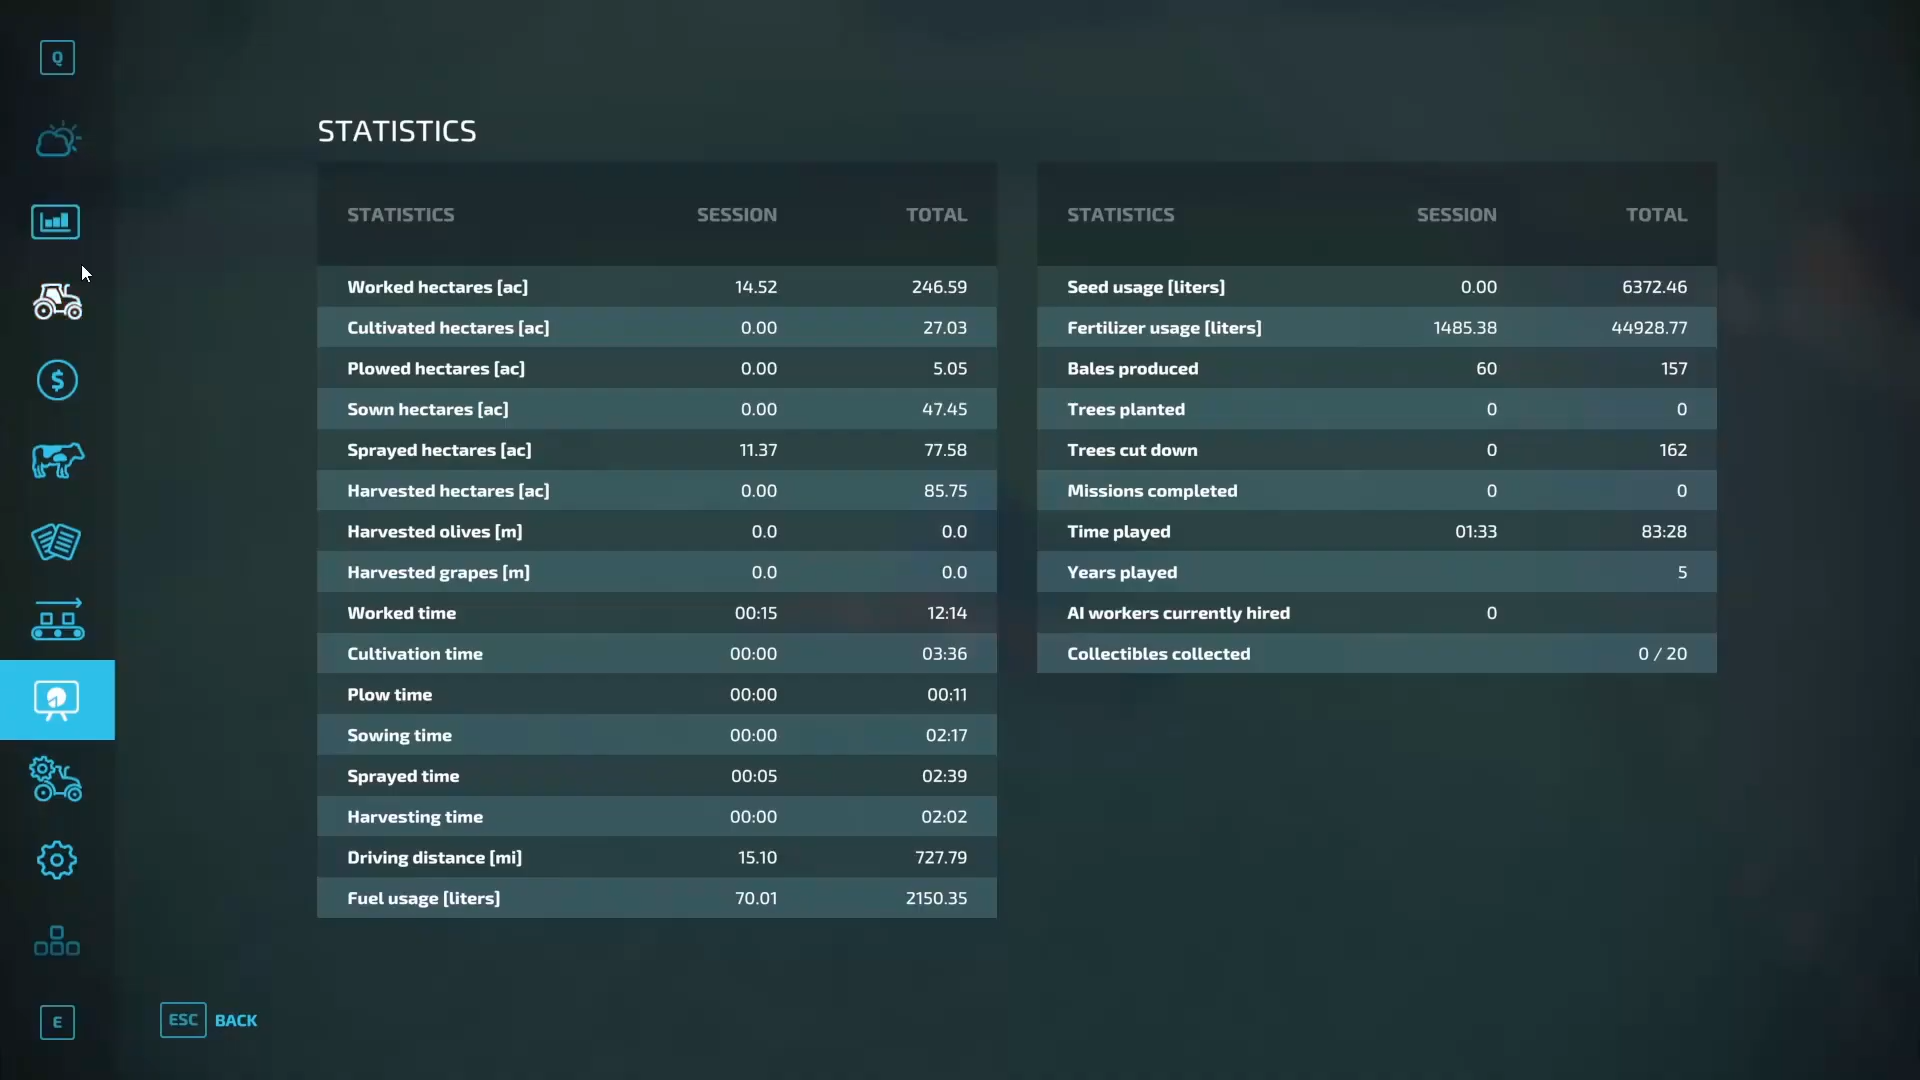 Q
STATISTICS
STATISTICS SESSION TOTAL
Worked hectares [ac] 14.52 246.59
Cultivated hectares [ac] 0.00 27.03
Plowed hectares [ac] 0.00 5.05
Sown hectares [ac] 0.00 47.45
Sprayed hectares [ac] 11.37 77.58
Harvested hectares [ac] 0.00 85.75
Harvested olives [m] 0.0 0.0
Harvested grapes [m] 0.0 0.0
Worked time 00:15 12:14
Cultivation time 00:00 03:36
Plow time 00:00 00:11
Sowing time 00:00 02:17
Sprayed time 00:05 02:39
Harvesting time 00:00 02:02
Driving distance [mi] 15.10 727.79
Fuel usage [liters] 70.01 2150.35
STATISTICS SESSION TOTAL
Seed usage [liters] 0.00 6372.46
Fertilizer usage [liters] 1485.38 44928.77
Bales produced 60 157
Trees planted 0 0
Trees cut down 0 162
Missions completed 0 0
Time played 01:33 83:28
Years played 5
AI workers currently hired 0
Collectibles collected 0 / 20
E
ESC BACK